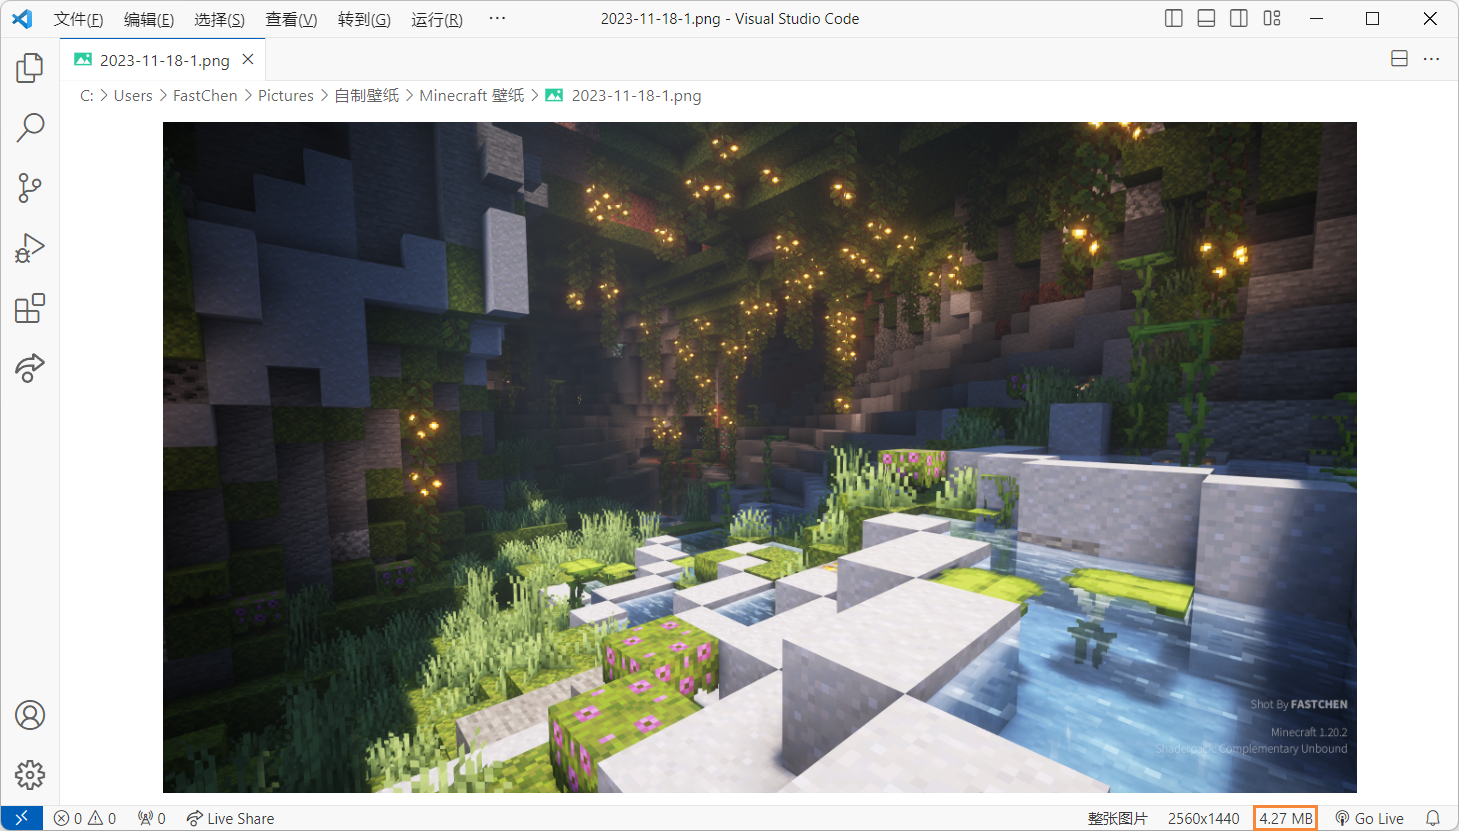 文件(F) 编辑(E) 选择(S) 查看(V) 转到(G) 运行(R) ··· 2023-11-18-1.png - Visual Studio Code
2023-11-18-1.png
C: > Users > FastChen > Pictures > 自制壁纸 > Minecraft 壁纸 > 2023-11-18-1.png
Shot By FASTCHEN
Minecraft 1.20.2
Shaderpack: Complementary Unbound
0 0 0 Live Share 整张图片 2560x1440 4.27 MB Go Live